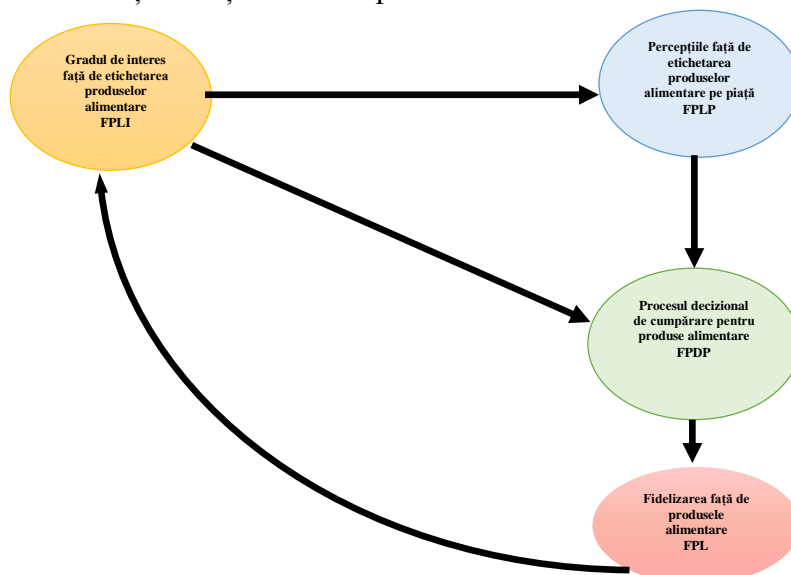 Gradul de interes
față de etichetarea
produselor
alimentare
FPLI
Percepțiile față de
etichetarea
produselor
alimentare pe piață
FPLP
Procesul decizional
de cumpărare pentru
produse alimentare
FPDP
Fidelizarea față de
produsele
alimentare
FPL